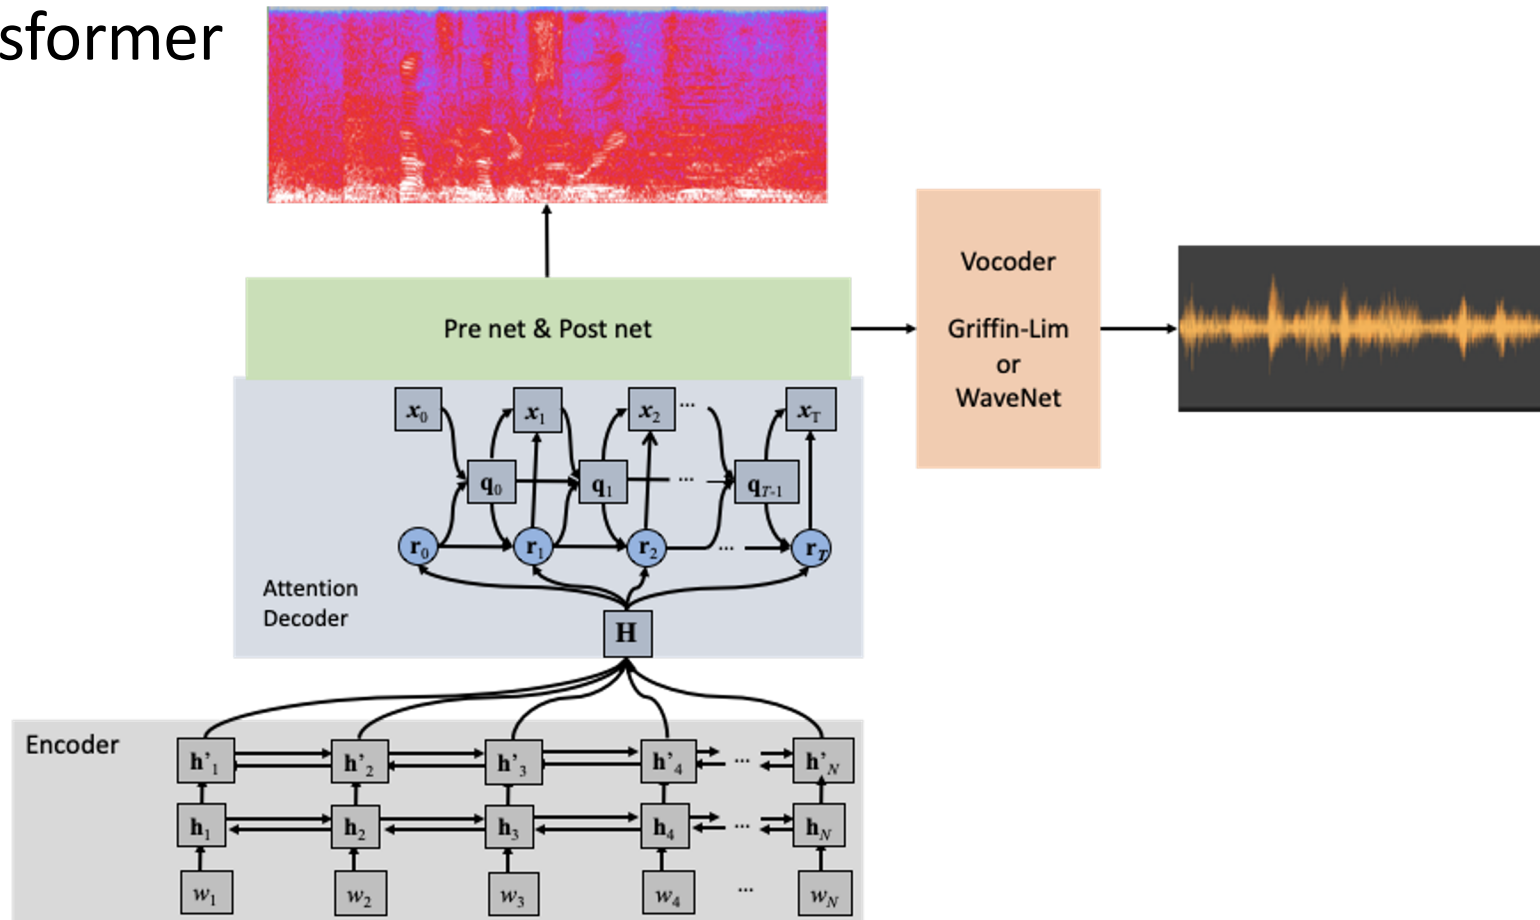 sformer
Vocoder
Griffin-Lim
or
WaveNet
Pre net & Post net
x0 x1 x2 ... xT
q0 q1 ... qT-1
r0 r1 r2 ... rT
Attention
Decoder
H
Encoder
h'1 h'2 h'3 h'4 ... h'N
h1 h2 h3 h4 ... hN
w1 w2 w3 w4 ... wN